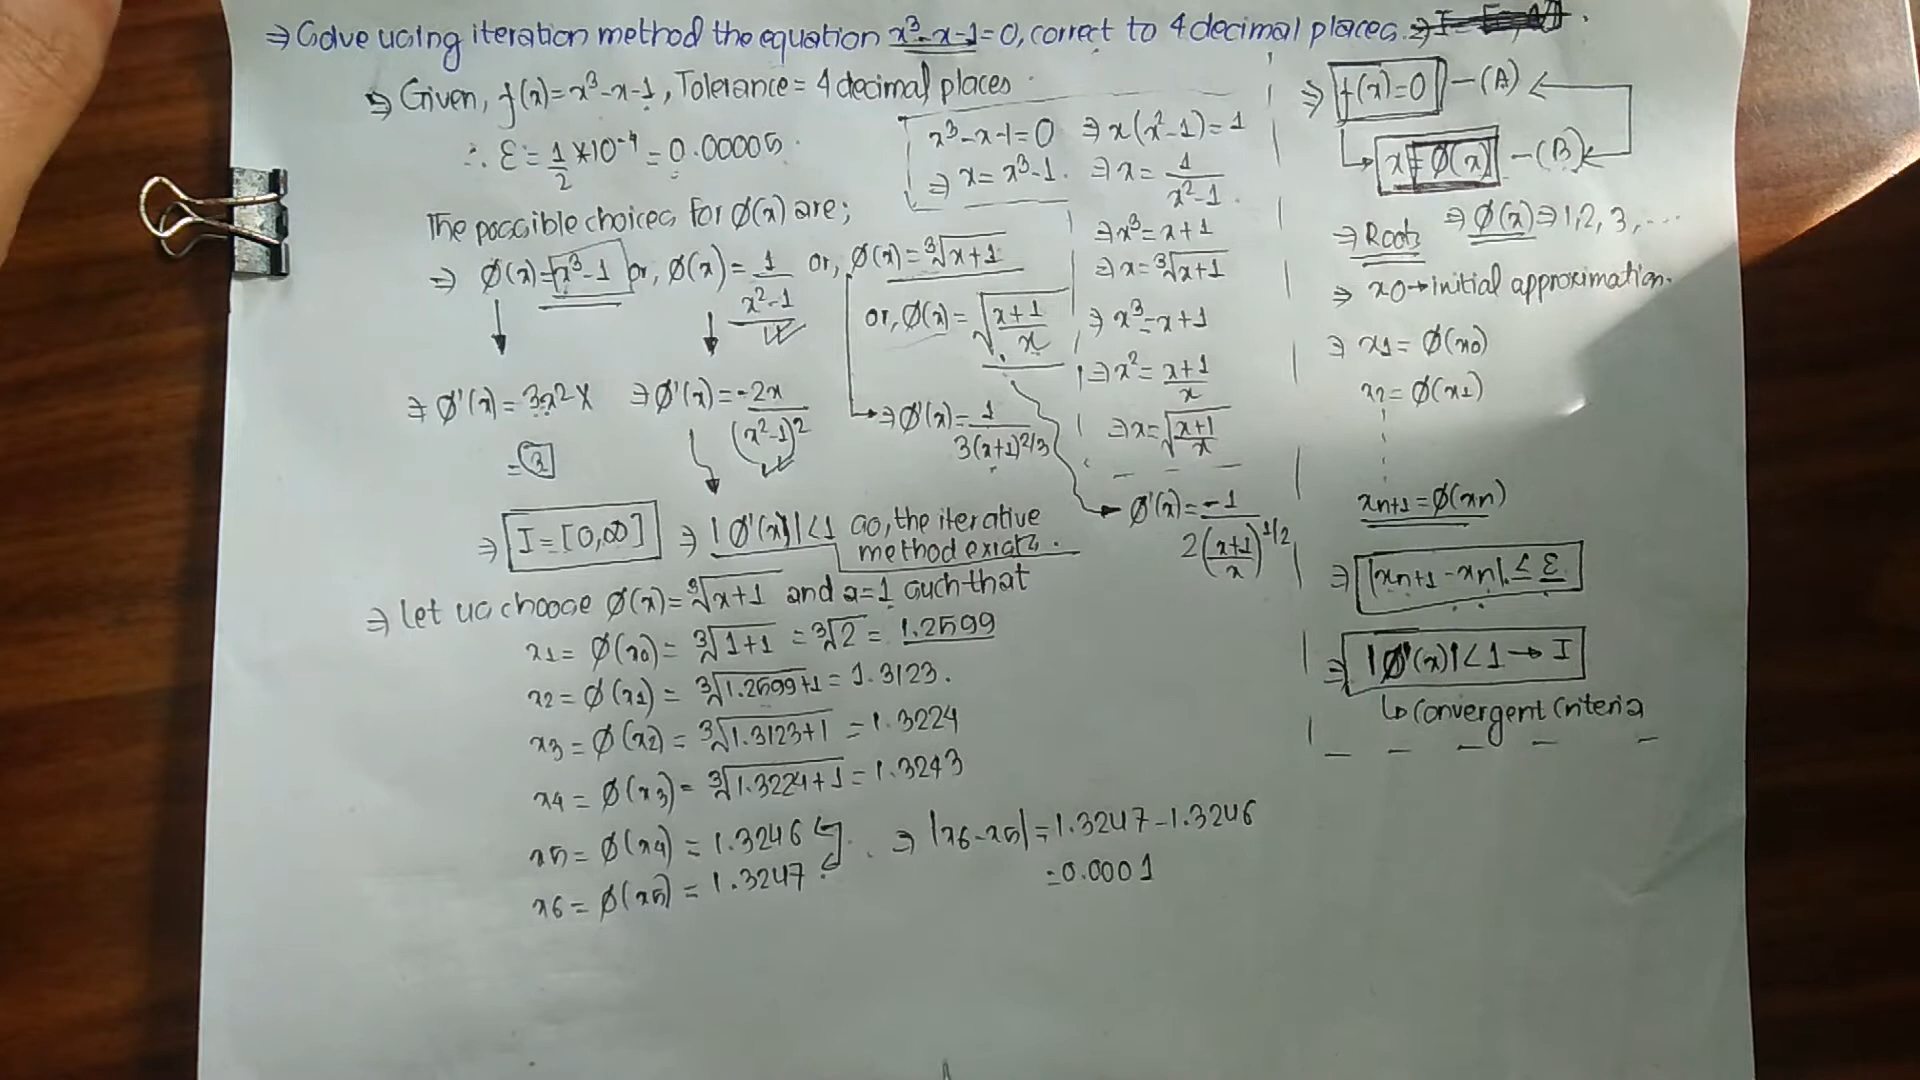 ⇒ Solve using iteration method the equation x³-x-1=0, correct to 4 decimal places.
⇒ Given, f(x)=x³-x-1, Tolerance = 4 decimal places
∴ ε = 1/2 *10⁻⁴ = 0.00005
The possible choices for Ø(x) are;
⇒ Ø(x)=x³-1 or, Ø(x) = 1/(x²-1) or, Ø(x) = ∛(x+1)
or, Ø(x) = √((x+1)/x)
⇒ Ø'(x) = 3x² X ⇒ Ø'(x) = -2x/(x²-1)² ⇒ Ø'(x) = 1/(3(x+1)^2/3)
= 3
Ø'(x) = -1/(2((x+1)/x)^1/2)
⇒ I = [0,∞] ⇒ |Ø'(x)|<1 so, the iterative
method exists.
⇒ Let us choose Ø(x) = ∛(x+1) and a=1 such that
x1 = Ø(x0) = ∛(1+1) = ∛2 = 1.2599
x2 = Ø(x1) = ∛(1.2599+1) = 1.3123.
x3 = Ø(x2) = ∛(1.3123+1) = 1.3224
x4 = Ø(x3) = ∛(1.3224+1) = 1.3243
x5 = Ø(x4) = 1.3246
x6 = Ø(x5) = 1.3247
⇒ |x6-x5| = 1.3247-1.3246
= 0.0001
x³-x-1=0 ⇒ x(x²-1)=1
⇒ x = x³-1. ⇒ x = 1/(x²-1).
⇒ x³ = x+1
⇒ x = ∛(x+1)
⇒ x³ = x+1
⇒ x² = (x+1)/x
⇒ x = √((x+1)/x)
⇒ f(x)=0 -(A)
x = Ø(x) -(B)
⇒ Roots ⇒ Ø(x) ⇒ 1,2,3,...
⇒ x0 → initial approximation.
⇒ x1 = Ø(x0)
x2 = Ø(x1)
xn+1 = Ø(xn)
⇒ |xn+1 - xn| ≤ ε
⇒ |Ø'(x)|<1 → I
↳ Convergent Criteria